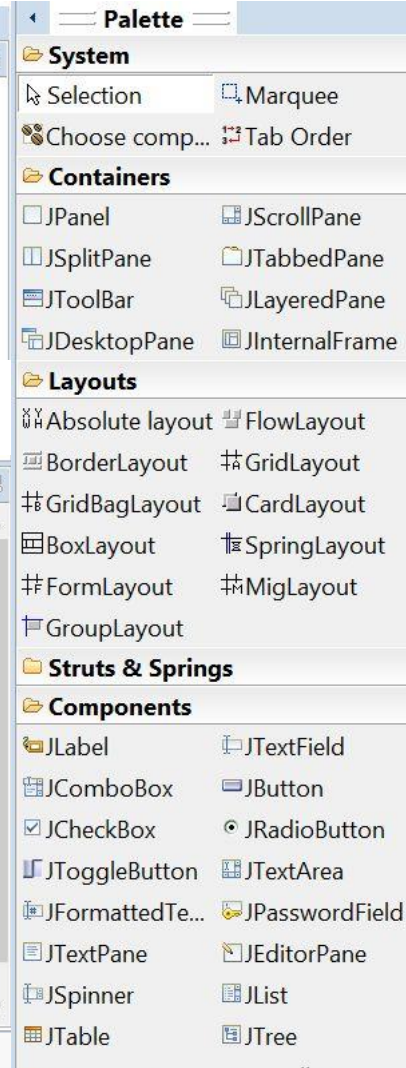 Palette
System
Selection Marquee
Choose comp... Tab Order
Containers
JPanel JScrollPane
JSplitPane JTabbedPane
JToolBar JLayeredPane
JDesktopPane JInternalFrame
Layouts
Absolute layout FlowLayout
BorderLayout GridLayout
GridBagLayout CardLayout
BoxLayout SpringLayout
FormLayout MigLayout
GroupLayout
Struts & Springs
Components
JLabel JTextField
JComboBox JButton
JCheckBox JRadioButton
JToggleButton JTextArea
JFormattedTe... JPasswordField
JTextPane JEditorPane
JSpinner JList
JTable JTree